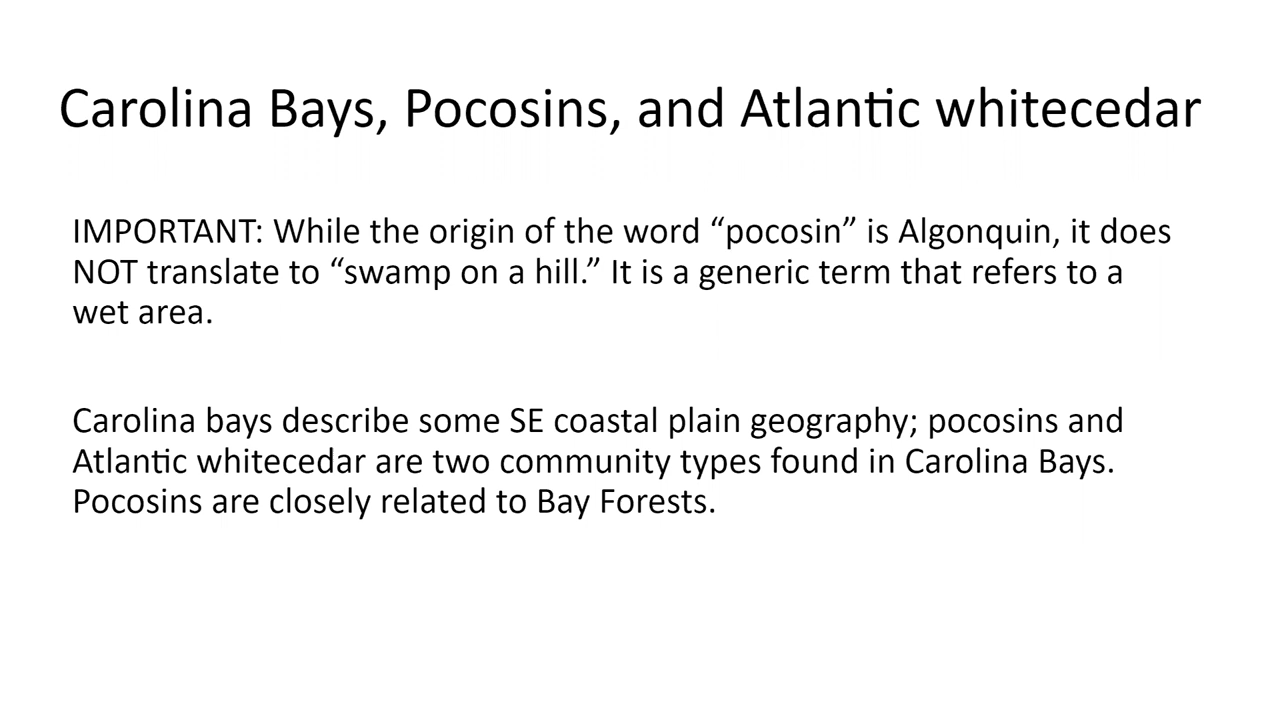 Carolina Bays, Pocosins, and Atlantic whitecedar
IMPORTANT: While the origin of the word “pocosin” is Algonquin, it does
NOT translate to “swamp on a hill.” It is a generic term that refers to a
wet area.
Carolina bays describe some SE coastal plain geography; pocosins and
Atlantic whitecedar are two community types found in Carolina Bays.
Pocosins are closely related to Bay Forests.